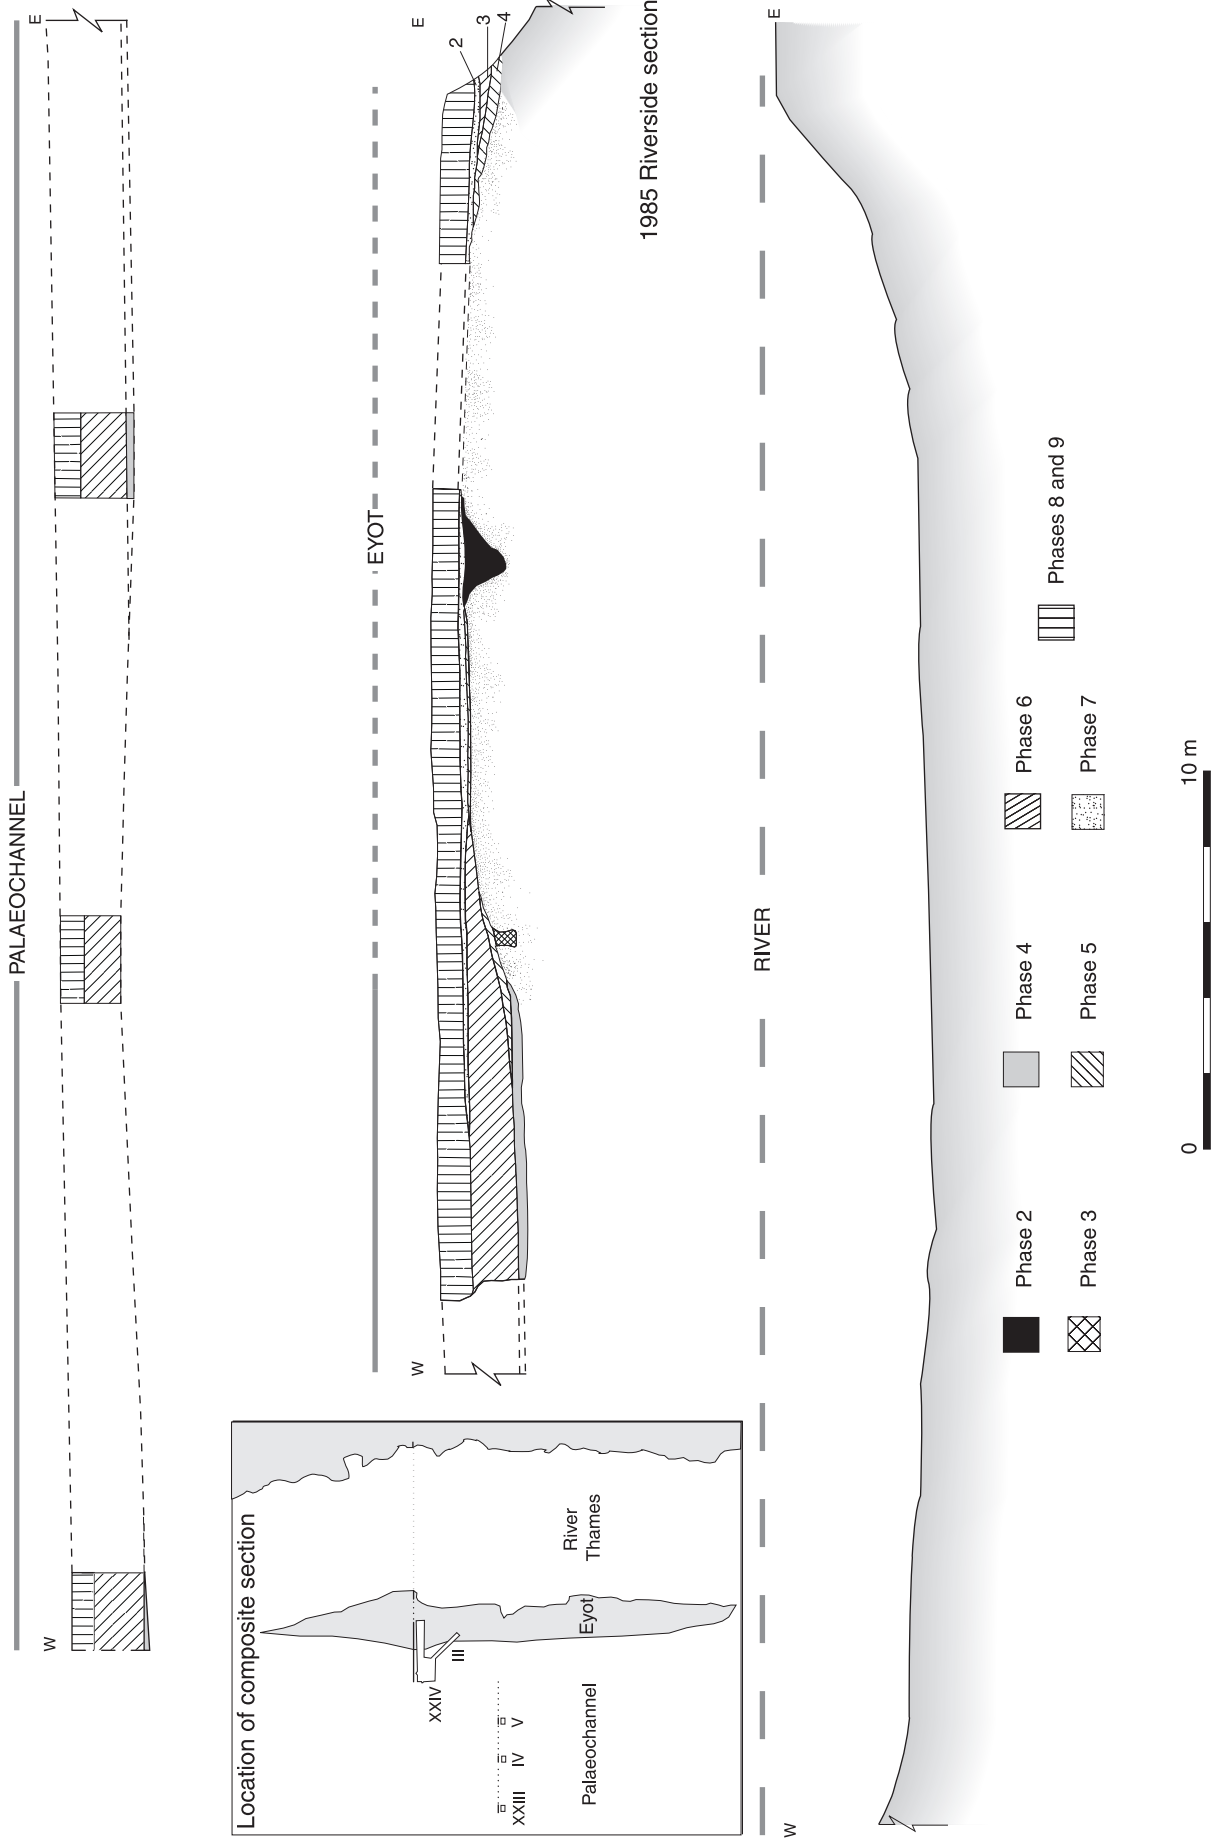 PALAEOCHANNEL
W
E
EYOT
W
E
2
3
4
1985 Riverside section
Location of composite section
XXIII
IV
V
XXIV
III
Palaeochannel
Eyot
River
Thames
RIVER
W
E
Phase 2
Phase 4
Phase 6
Phases 8 and 9
Phase 3
Phase 5
Phase 7
0
10 m